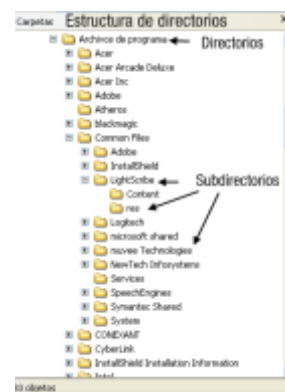 Carpetas Estructura de directorios
Archivos de programa Directorios
Acer
Acer Arcade Deluxe
Acer Inc
Adobe
Atheros
blackmagic
Common Files
Adobe
InstallShield
LightScribe Subdirectorios
Content
res
Logitech
microsoft shared
muvee Technologies
NewTech Infosystems
Services
SpeechEngines
Symantec Shared
System
CONEXANT
CyberLink
InstallShield Installation Information
Intel
objetos